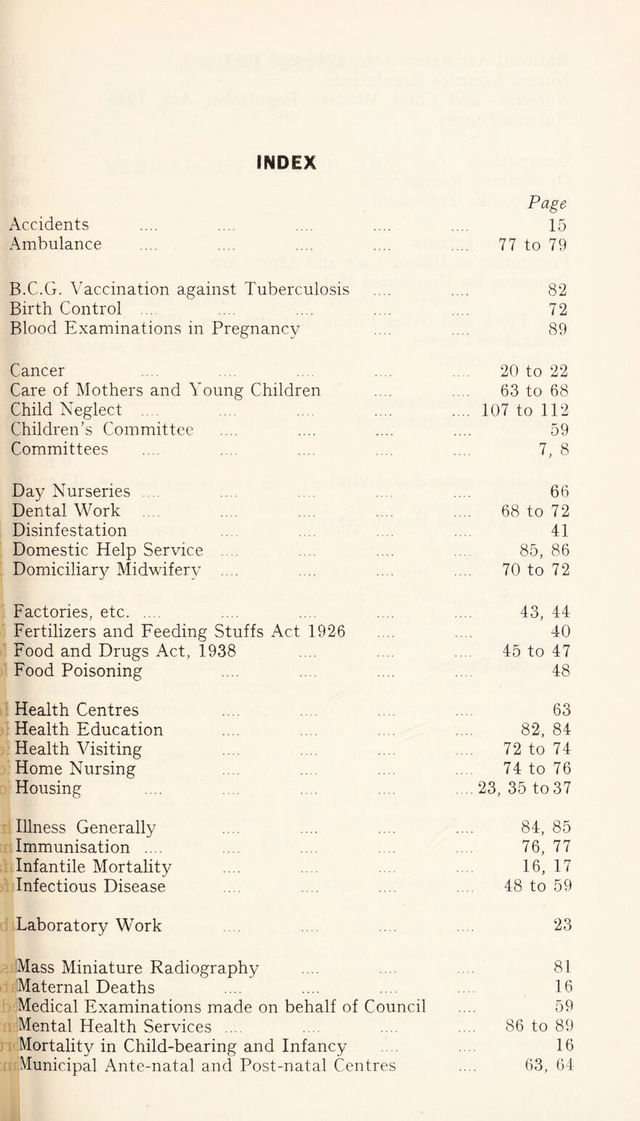 INDEX
Page
Accidents .... .... .... .... .... 15
Ambulance .... .... .... .... .... 77 to 79
B.C.G. Vaccination against Tuberculosis .... .... 82
Birth Control .... .... .... .... .... 72
Blood Examinations in Pregnancy .... .... 89
Cancer .... .... .... .... .... 20 to 22
Care of Mothers and Young Children .... .... 63 to 68
Child Neglect .... .... .... .... .... 107 to 112
Children's Committee .... .... .... .... 59
Committees .... .... .... .... .... 7, 8
Day Nurseries .... .... .... .... .... 66
Dental Work .... .... .... .... .... 68 to 72
Disinfestation .... .... .... .... 41
Domestic Help Service .... .... .... .... 85, 86
Domiciliary Midwifery .... .... .... .... 70 to 72
Factories, etc. .... .... .... .... .... 43, 44
Fertilizers and Feeding Stuffs Act 1926 .... .... 40
Food and Drugs Act, 1938 .... .... .... 45 to 47
Food Poisoning .... .... .... .... 48
Health Centres .... .... .... .... 63
Health Education .... .... .... .... 82, 84
Health Visiting .... .... .... .... 72 to 74
Home Nursing .... .... .... .... 74 to 76
Housing .... .... .... .... .... 23, 35 to 37
Illness Generally .... .... .... .... 84, 85
Immunisation .... .... .... .... .... 76, 77
Infantile Mortality .... .... .... .... 16, 17
Infectious Disease .... .... .... .... 48 to 59
Laboratory Work .... .... .... .... 23
Mass Miniature Radiography .... .... .... 81
Maternal Deaths .... .... .... .... 16
Medical Examinations made on behalf of Council .... 59
Mental Health Services .... .... .... .... 86 to 89
Mortality in Child-bearing and Infancy .... .... 16
Municipal Ante-natal and Post-natal Centres .... 63, 64